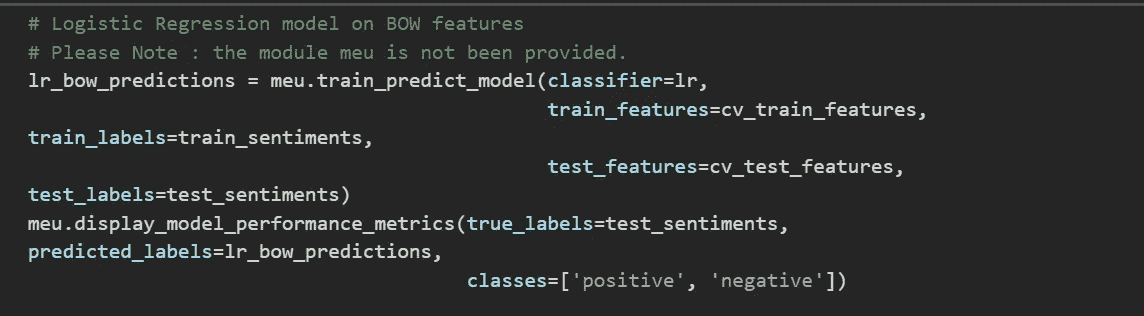 # Logistic Regression model on BOW features
# Please Note : the module meu is not been provided.
lr_bow_predictions = meu.train_predict_model(classifier=lr,
train_features=cv_train_features,
train_labels=train_sentiments,
test_features=cv_test_features,
test_labels=test_sentiments)
meu.display_model_performance_metrics(true_labels=test_sentiments,
predicted_labels=lr_bow_predictions,
classes=['positive', 'negative'])